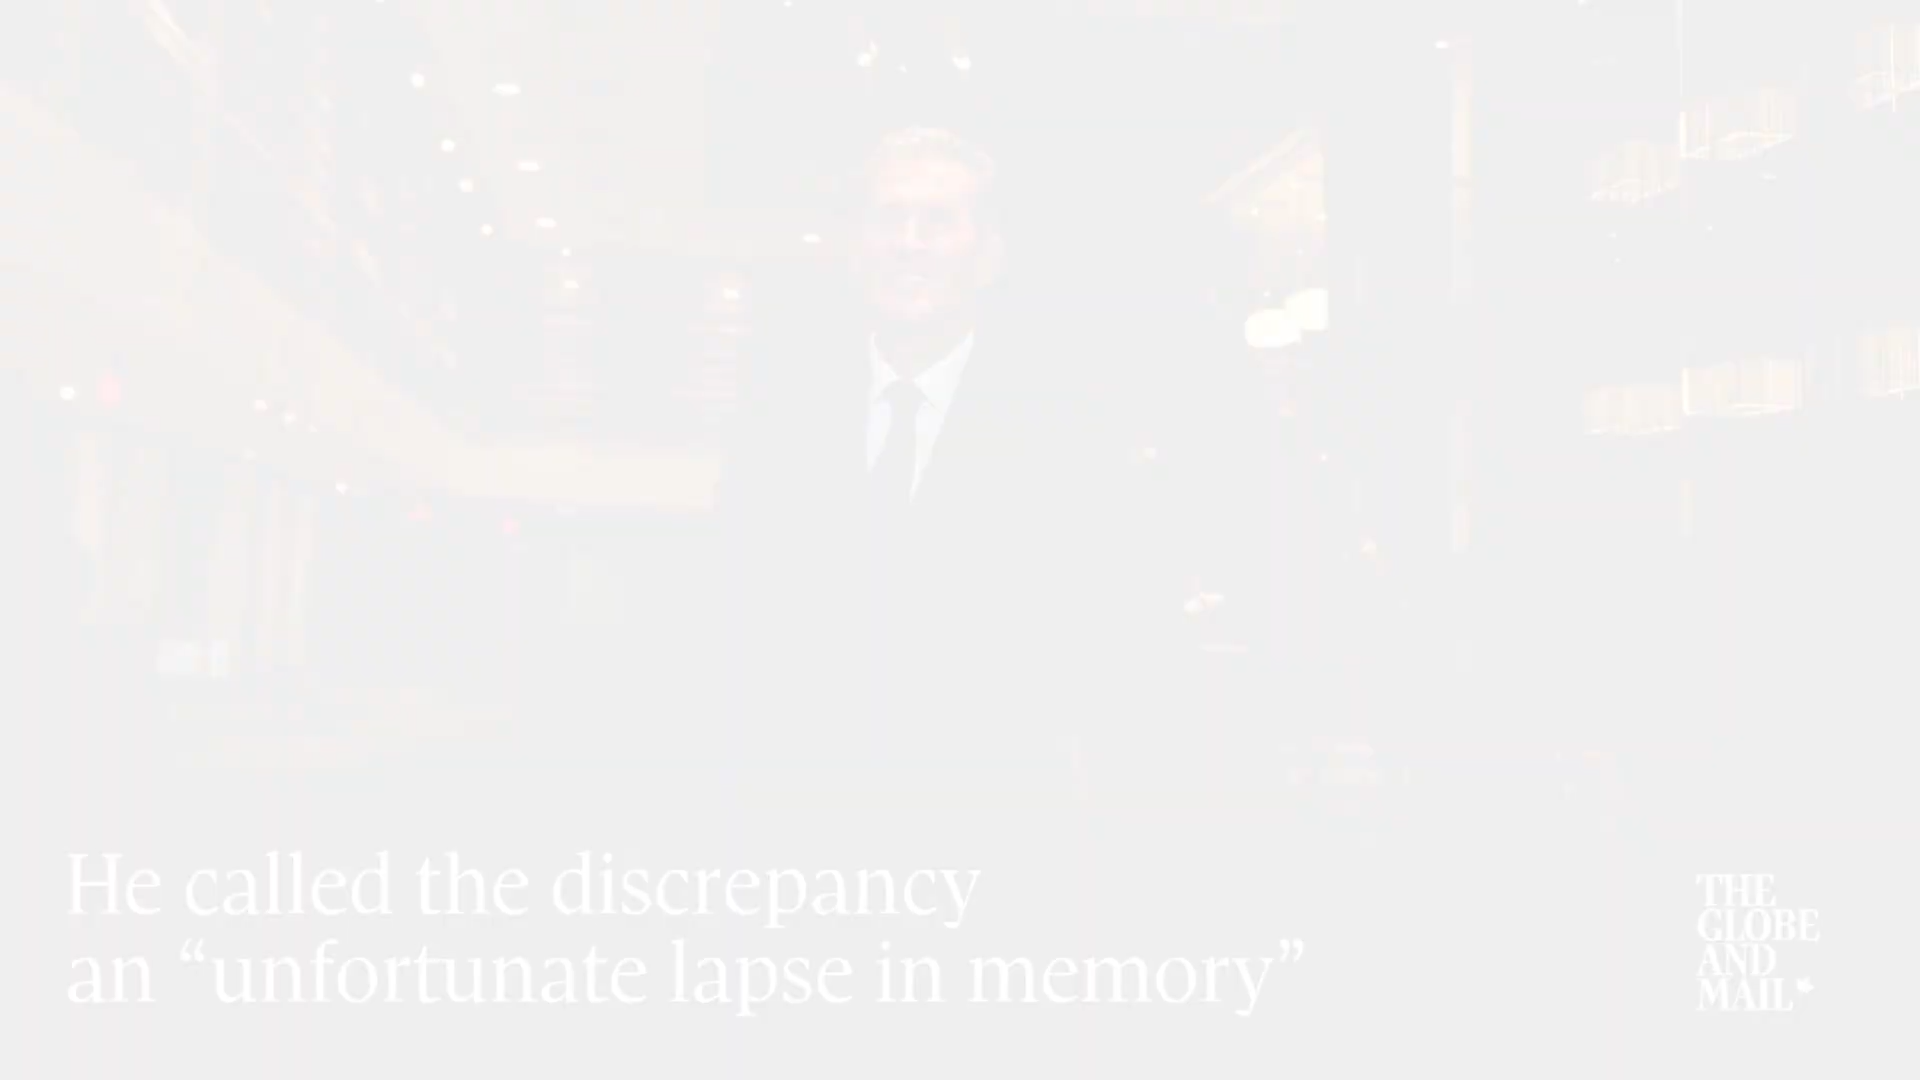 He called the discrepancy
an “unfortunate lapse in memory”
THE
GLOBE
AND
MAIL